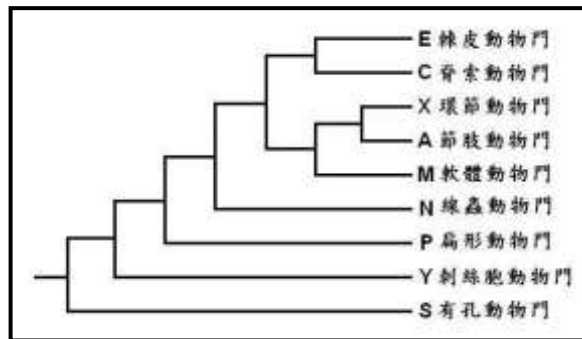 E 棘皮動物門
C 脊索動物門
X 環節動物門
A 節肢動物門
M 軟體動物門
N 線蟲動物門
P 扁形動物門
Y 刺絲胞動物門
S 有孔動物門